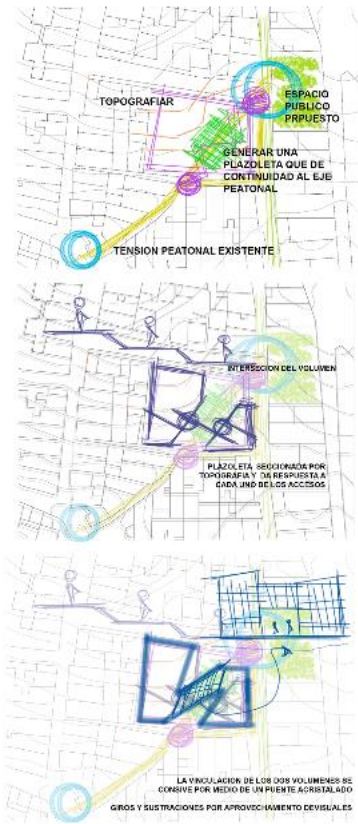 TOPOGRAFIAR
ESPACIO
PUBLICO
PRPUESTO
GENERAR UNA
PLAZOLETA QUE DE
CONTINUIDAD AL EJE
PEATONAL
TENSION PEATONAL EXISTENTE
INTERSECION DEL VOLUMEN
PLAZOLETA SECCIONADA POR
TOPOGRAFIA Y DA RESPUESTA A
CADA UNO DE LOS ACCESOS
LA VINCULACION DE LOS DOS VOLUMENES SE
CONSIVE POR MEDIO DE UN PUENTE ACRISTALADO
GIROS Y SUSTRACIONES POR APROVECHAMIENTO DEVISUALES